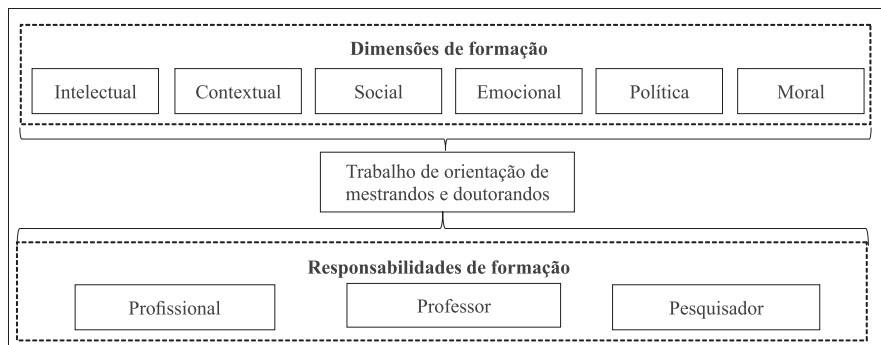 Dimensões de formação
Intelectual
Contextual
Social
Emocional
Política
Moral
Trabalho de orientação de
mestrandos e doutorandos
Responsabilidades de formação
Profissional
Professor
Pesquisador